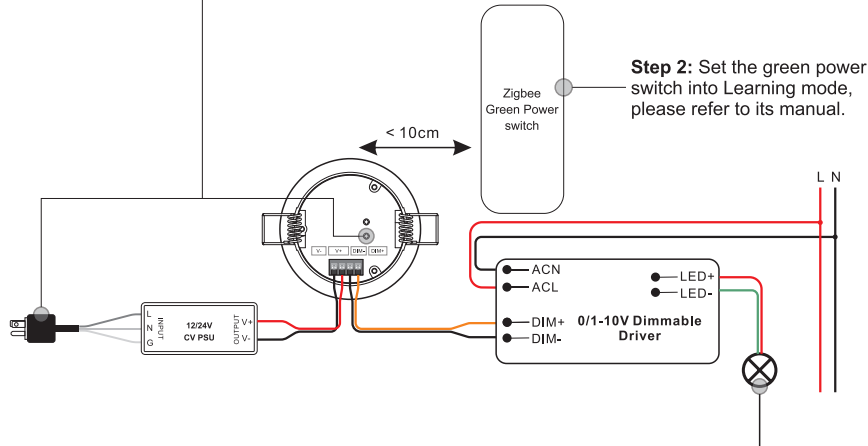 Step 2: Set the green power
switch into Learning mode,
please refer to its manual.
Zigbee
Green Power
switch
< 10cm
L N
V- V+ DIM- DIM+
ACN
ACL
DIM+
DIM-
LED+
LED-
0/1-10V Dimmable
Driver
L
N
G
INPUT
12/24V
CV PSU
OUTPUT
V+
V-